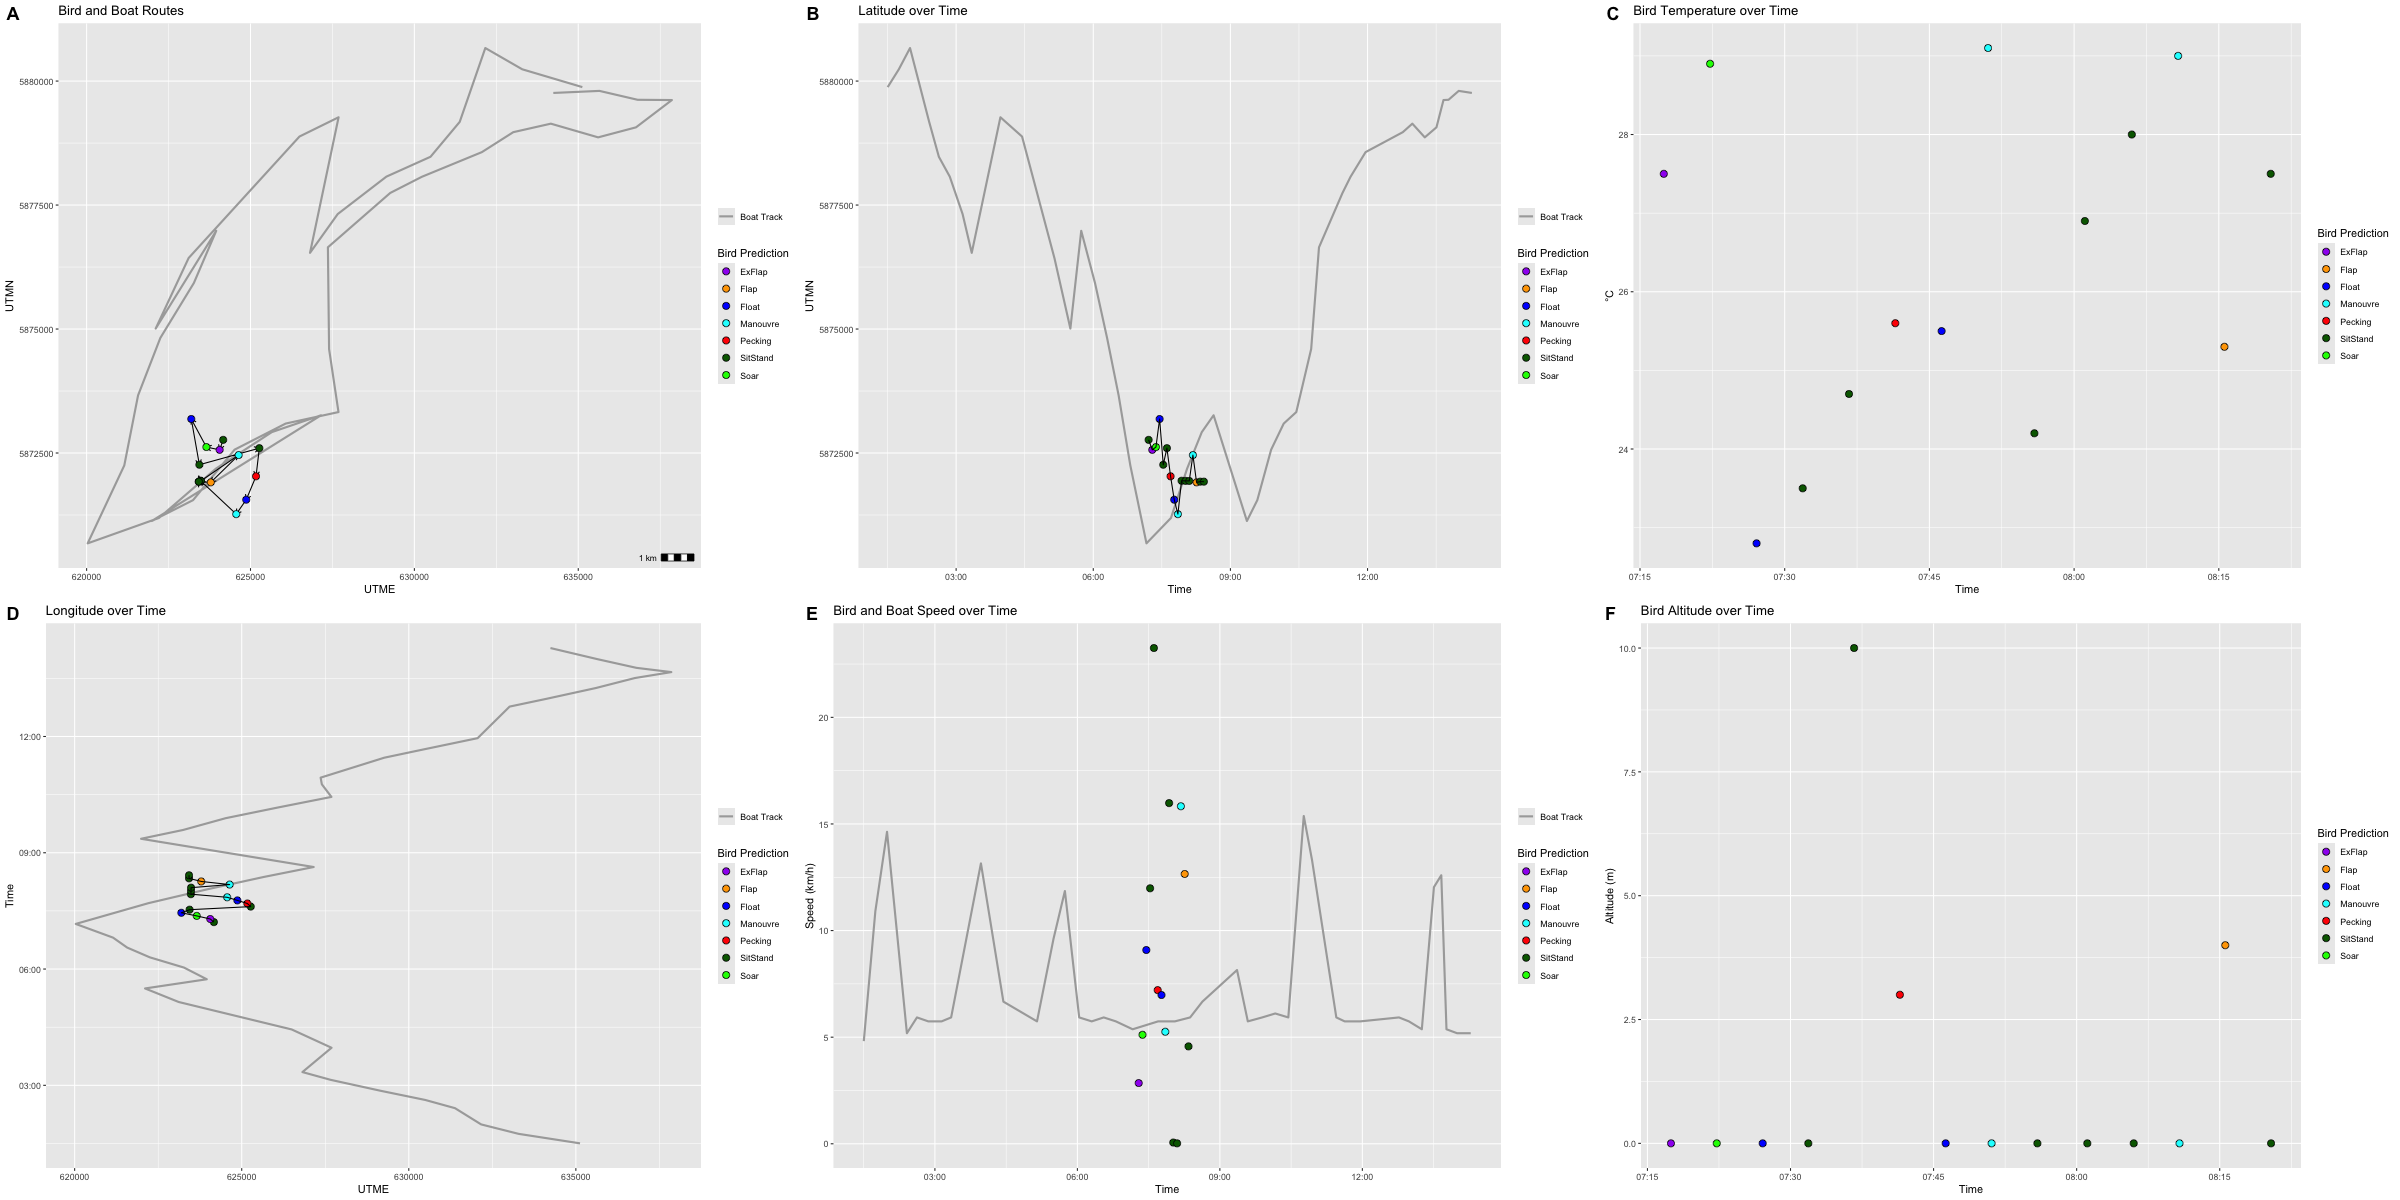 A Bird and Boat Routes
5880000
5877500
5875000
5872500
UTMN
620000 625000 630000 635000
UTME
1 km
Boat Track
Bird Prediction
ExFlap
Flap
Float
Manouvre
Pecking
SitStand
Soar
B Latitude over Time
5880000
5877500
5875000
5872500
UTMN
03:00 06:00 09:00 12:00
Time
Boat Track
Bird Prediction
ExFlap
Flap
Float
Manouvre
Pecking
SitStand
Soar
C Bird Temperature over Time
28
26
24
°C
07:15 07:30 07:45 08:00 08:15
Time
Bird Prediction
ExFlap
Flap
Float
Manouvre
Pecking
SitStand
Soar
D Longitude over Time
12:00
09:00
06:00
03:00
Time
620000 625000 630000 635000
UTME
Boat Track
Bird Prediction
ExFlap
Flap
Float
Manouvre
Pecking
SitStand
Soar
E Bird and Boat Speed over Time
20
15
10
5
0
Speed (km/h)
03:00 06:00 09:00 12:00
Time
Boat Track
Bird Prediction
ExFlap
Flap
Float
Manouvre
Pecking
SitStand
Soar
F Bird Altitude over Time
10.0
7.5
5.0
2.5
0.0
Altitude (m)
07:15 07:30 07:45 08:00 08:15
Time
Bird Prediction
ExFlap
Flap
Float
Manouvre
Pecking
SitStand
Soar